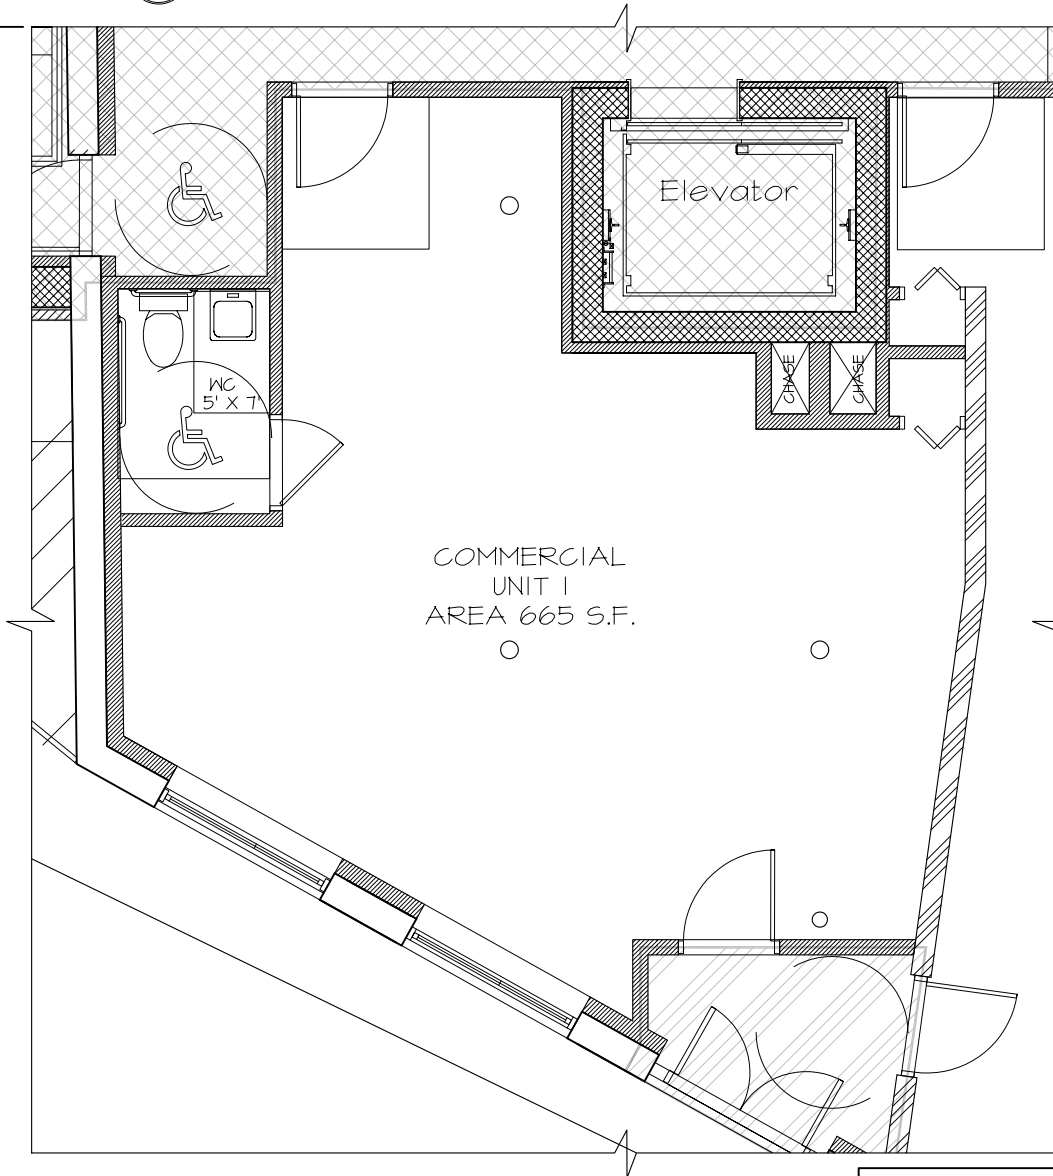 Elevator
CHASE
CHASE
WC
5' X 7'
COMMERCIAL
UNIT 1
AREA 665 S.F.